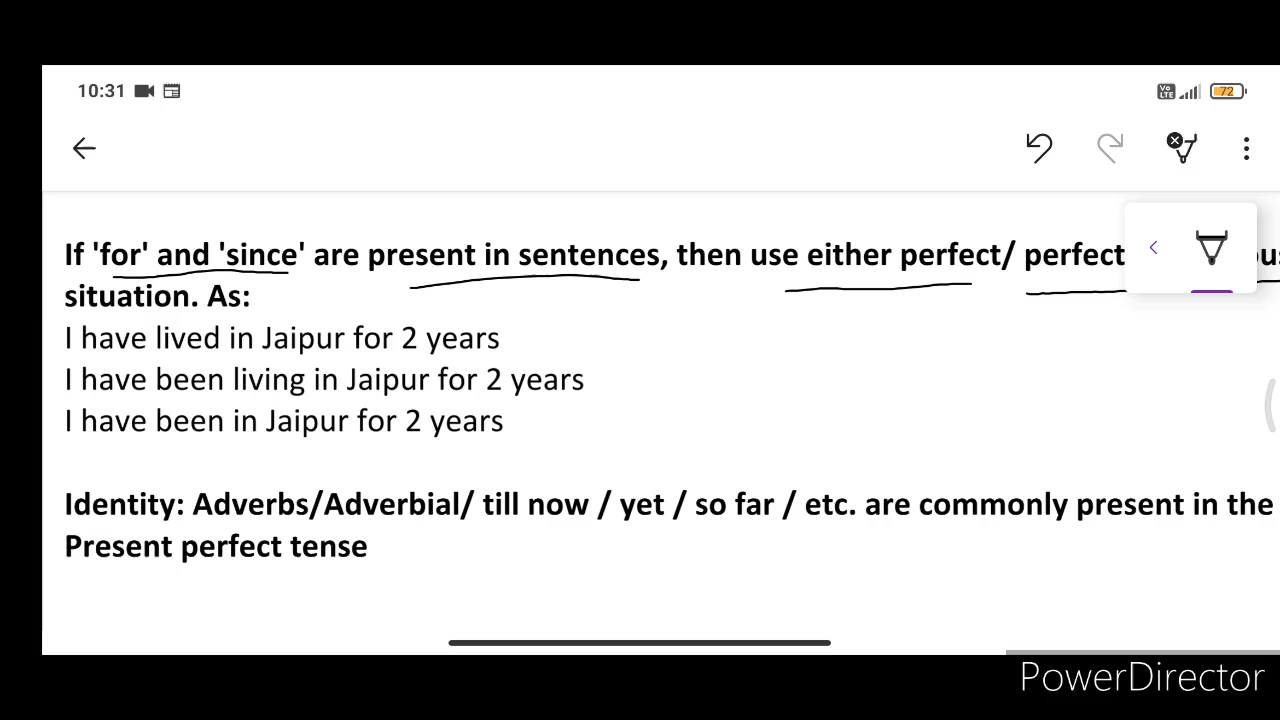 10:31
Vo LTE 72
If 'for' and 'since' are present in sentences, then use either perfect/ perfect
situation. As:
I have lived in Jaipur for 2 years
I have been living in Jaipur for 2 years
I have been in Jaipur for 2 years
Identity: Adverbs/Adverbial/ till now / yet / so far / etc. are commonly present in the
Present perfect tense
PowerDirector